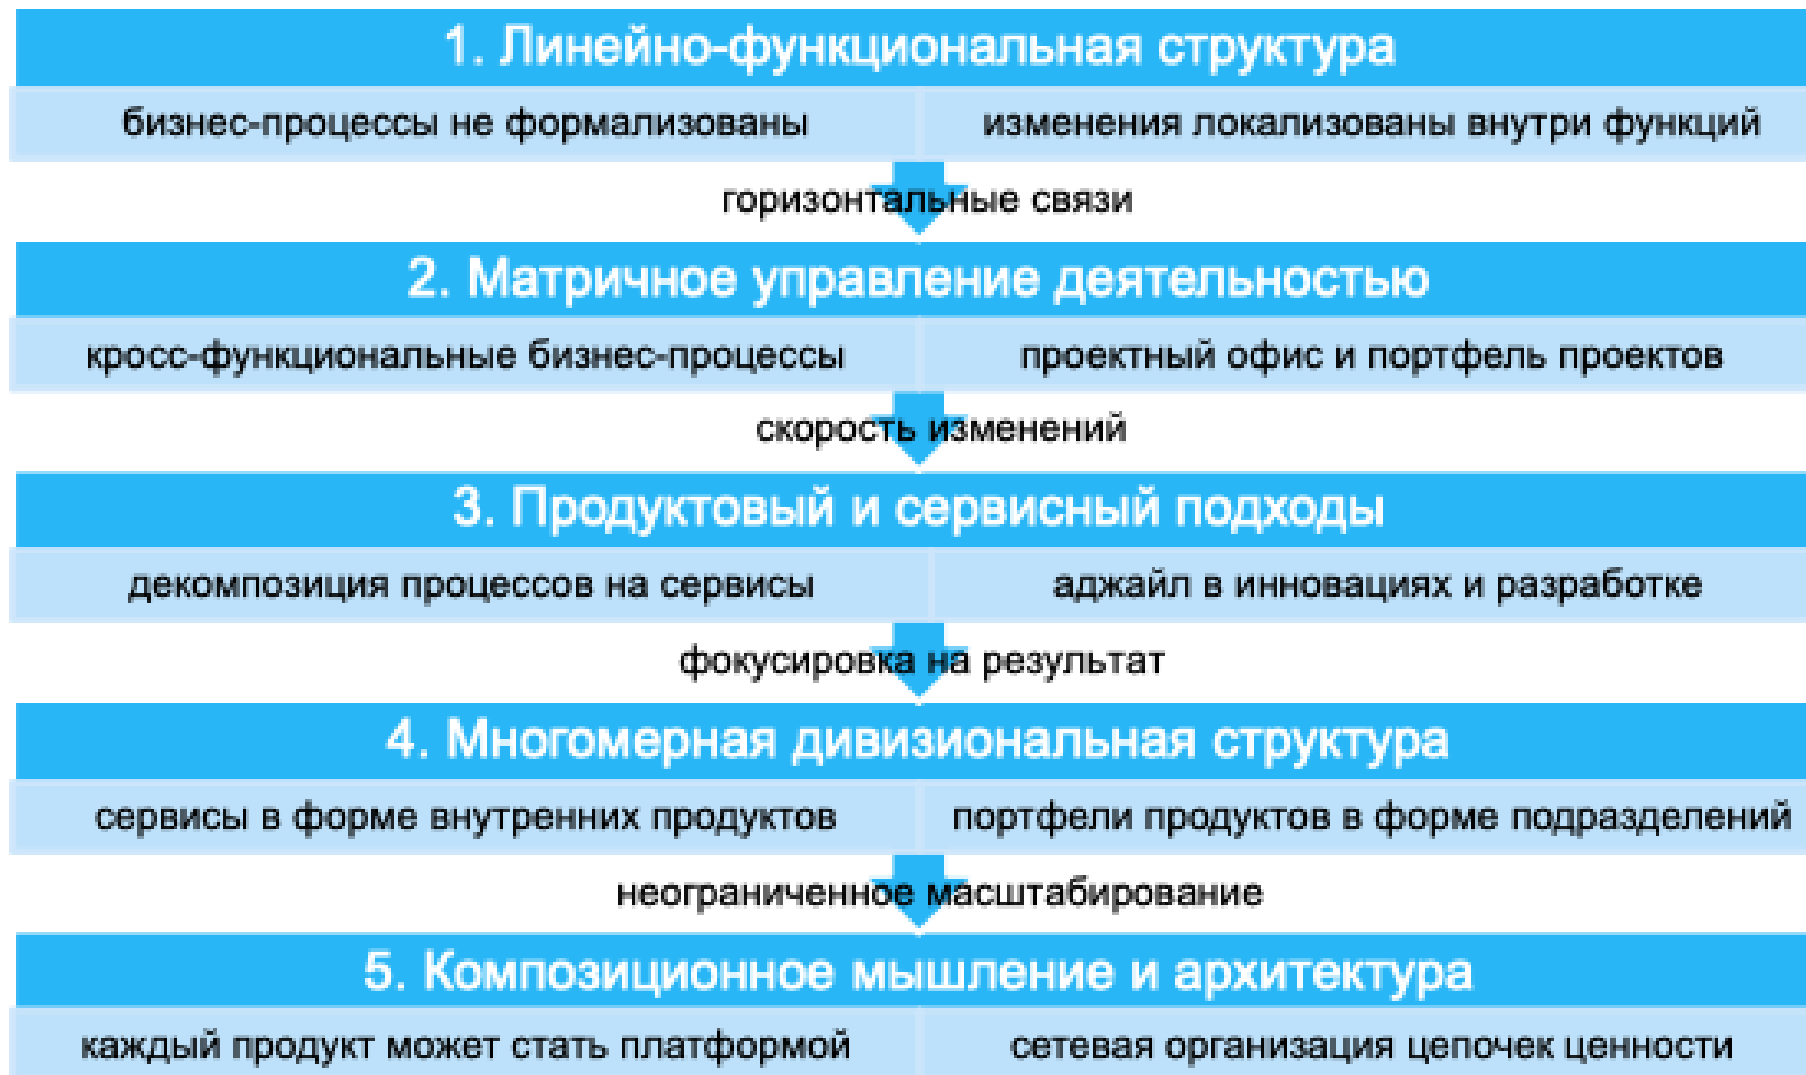 1. Линейно-функциональная структура
бизнес-процессы не формализованы
изменения локализованы внутри функций
горизонтальные связи
2. Матричное управление деятельностью
кросс-функциональные бизнес-процессы
проектный офис и портфель проектов
скорость изменений
3. Продуктовый и сервисный подходы
декомпозиция процессов на сервисы
аджайл в инновациях и разработке
фокусировка на результат
4. Многомерная дивизиональная структура
сервисы в форме внутренних продуктов
портфели продуктов в форме подразделений
неограниченное масштабирование
5. Композиционное мышление и архитектура
каждый продукт может стать платформой
сетевая организация цепочек ценности